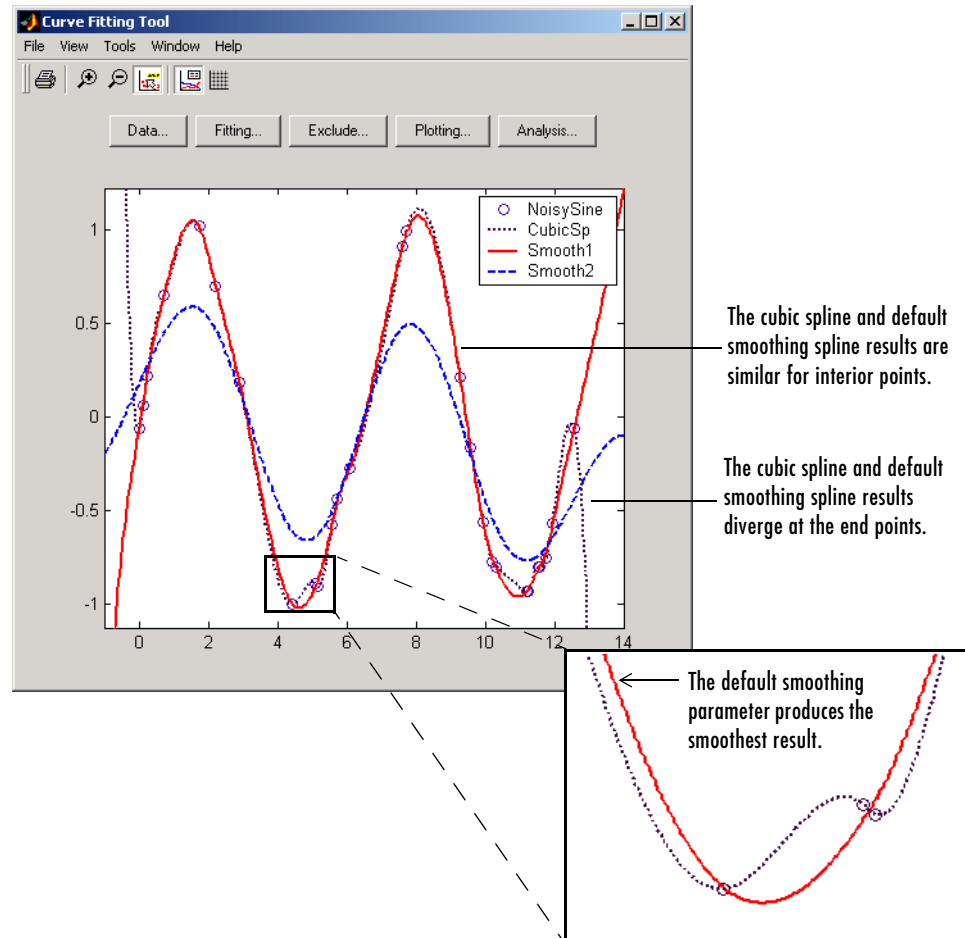 Curve Fitting Tool
File View Tools Window Help
Data... Fitting... Exclude... Plotting... Analysis...
NoisySine
CubicSp
Smooth1
Smooth2
1
0.5
0
-0.5
-1
0 2 4 6 8 10 12 14
The cubic spline and default
smoothing spline results are
similar for interior points.
The cubic spline and default
smoothing spline results
diverge at the end points.
The default smoothing
parameter produces the
smoothest result.